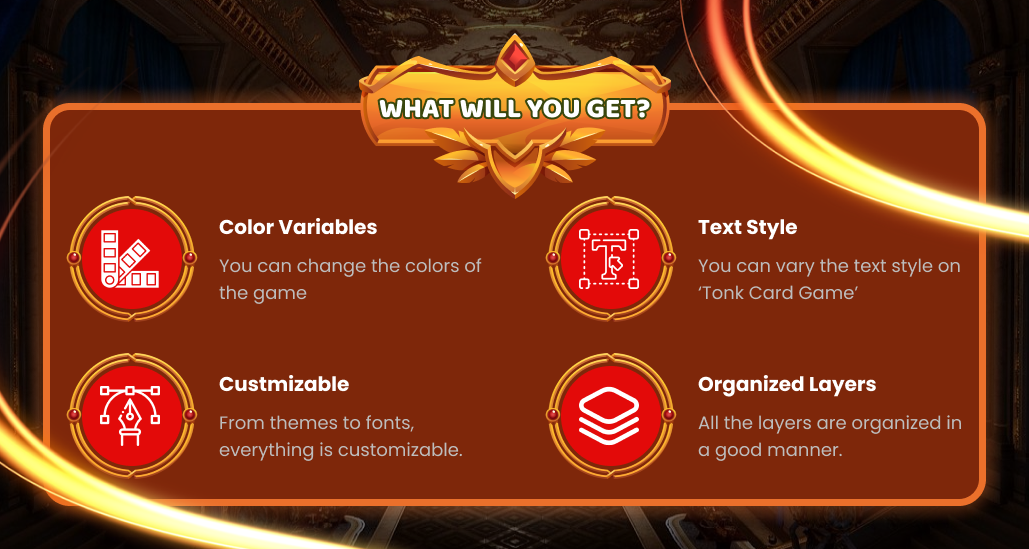 WHAT WILL YOU GET?
Color Variables
You can change the colors of
the game
Text Style
You can vary the text style on
‘Tonk Card Game’
Custmizable
From themes to fonts,
everything is customizable.
Organized Layers
All the layers are organized in
a good manner.